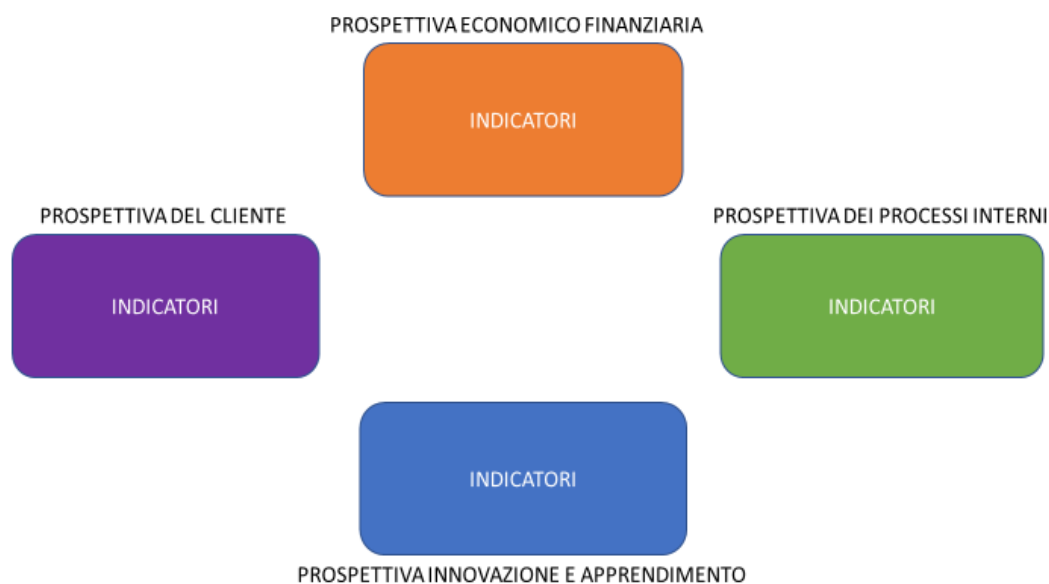 PROSPETTIVA ECONOMICO FINANZIARIA
INDICATORI
PROSPETTIVA DEL CLIENTE
INDICATORI
PROSPETTIVA DEI PROCESSI INTERNI
INDICATORI
INDICATORI
PROSPETTIVA INNOVAZIONE E APPRENDIMENTO